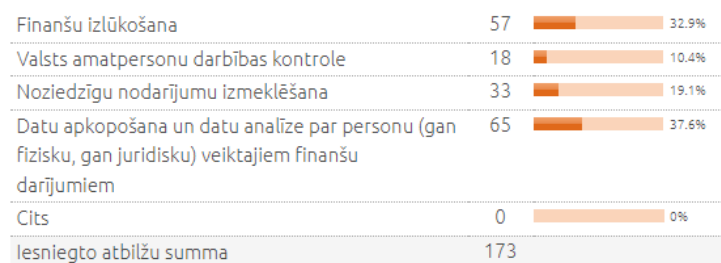 Finanšu izlūkošana 57 32.9%
Valsts amatpersonu darbības kontrole 18 10.4%
Noziedzīgu nodarījumu izmeklēšana 33 19.1%
Datu apkopošana un datu analīze par personu (gan 65 37.6%
fizisku, gan juridisku) veiktajiem finanšu
darījumiem
Cits 0 0%
Iesniegto atbilžu summa 173